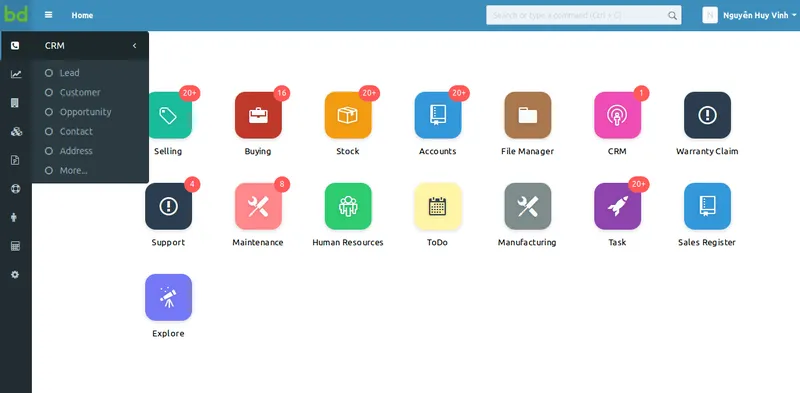 bd
Home
Search or type a command (Ctrl + G)
N
Nguyễn Huy Vinh
CRM
Lead
Customer
Opportunity
Contact
Address
More...
20+
16
20+
20+
1
Selling
Buying
Stock
Accounts
File Manager
CRM
Warranty Claim
4
8
20+
Support
Maintenance
Human Resources
ToDo
Manufacturing
Task
Sales Register
Explore